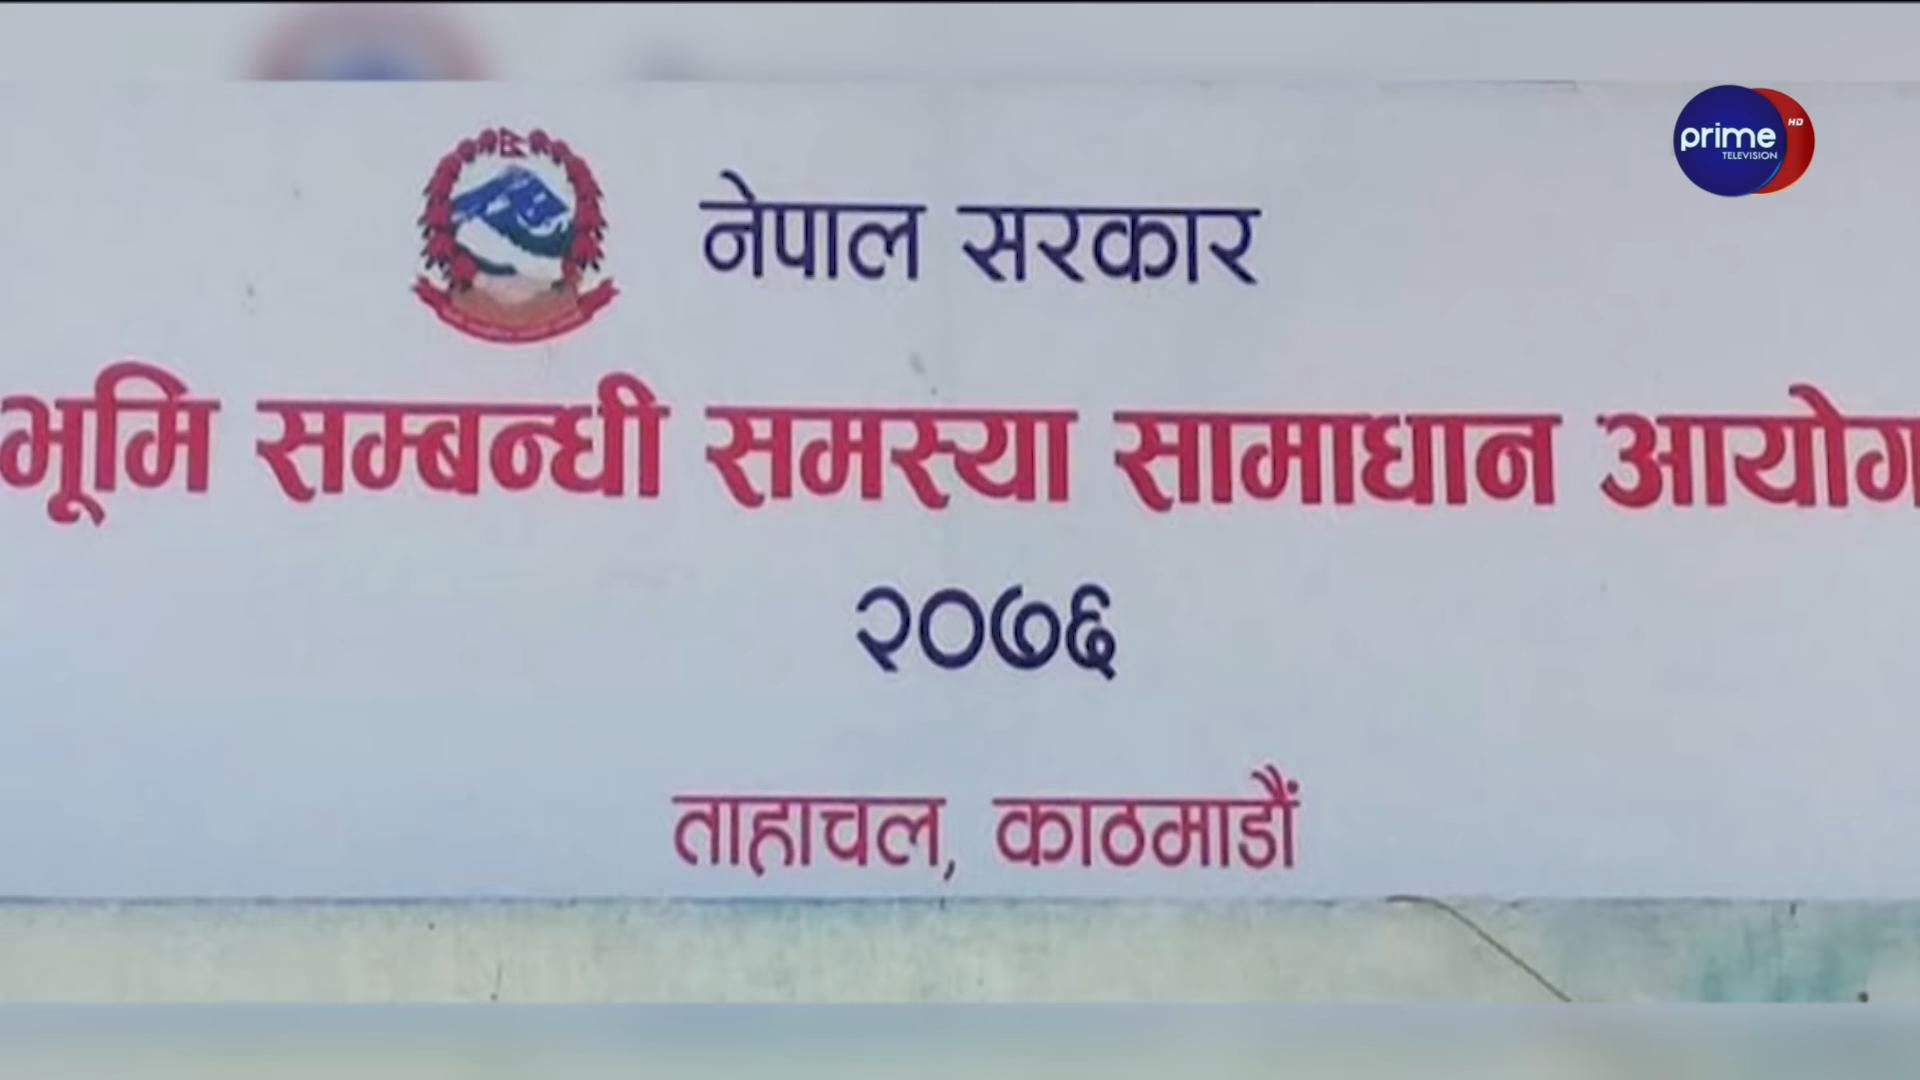 prime HD
TELEVISION
नेपाल सरकार
भूमि सम्बन्धी समस्या सामाधान आयोग
२०७६
ताहाचल, काठमाडौं